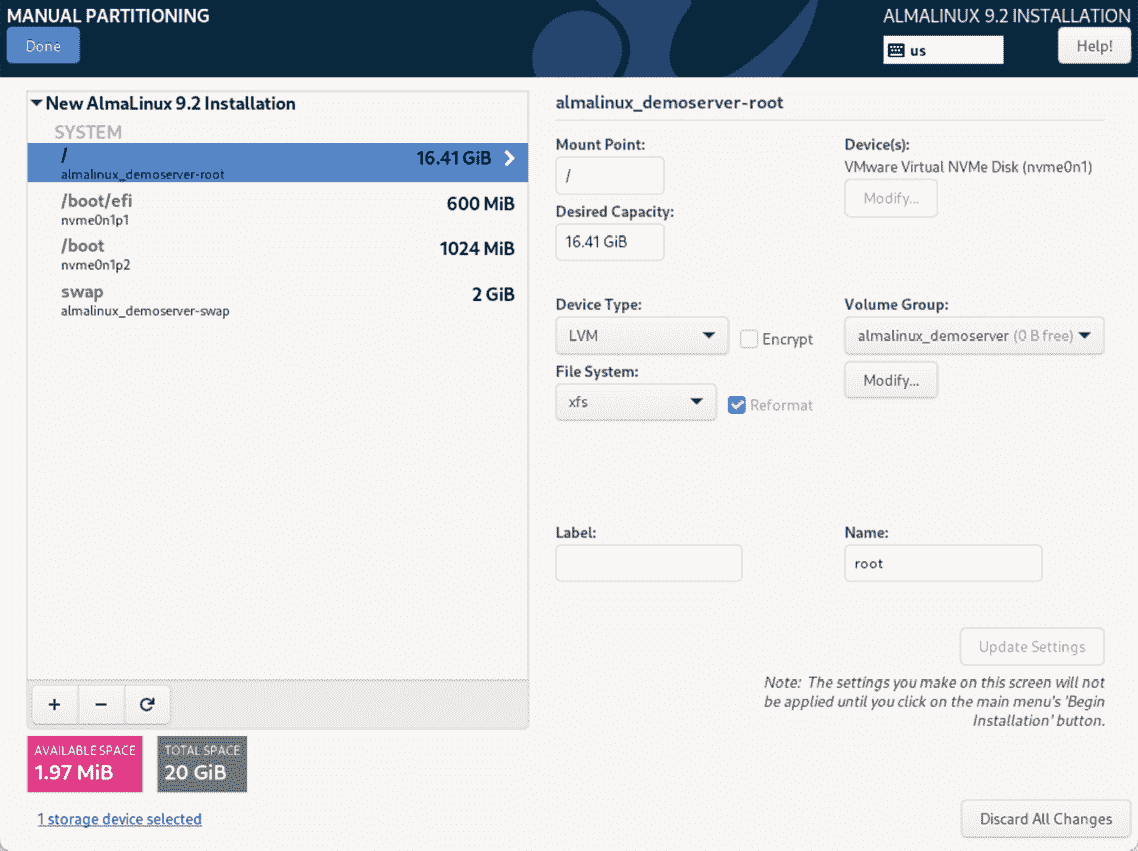 MANUAL PARTITIONING
ALMALINUX 9.2 INSTALLATION
Done
us
Help!
New AlmaLinux 9.2 Installation
SYSTEM
/
16.41 GiB
almalinux_demoserver-root
/boot/efi
600 MiB
nvme0n1p1
/boot
1024 MiB
nvme0n1p2
swap
2 GiB
almalinux_demoserver-swap
+
−
AVAILABLE SPACE
1.97 MiB
TOTAL SPACE
20 GiB
1 storage device selected
almalinux_demoserver-root
Mount Point:
/
Device(s):
VMware Virtual NVMe Disk (nvme0n1)
Modify...
Desired Capacity:
16.41 GiB
Device Type:
LVM
Encrypt
Volume Group:
almalinux_demoserver (0 B free)
Modify...
File System:
xfs
Reformat
Label:
Name:
root
Update Settings
Note: The settings you make on this screen will not
be applied until you click on the main menu's 'Begin
Installation' button.
Discard All Changes